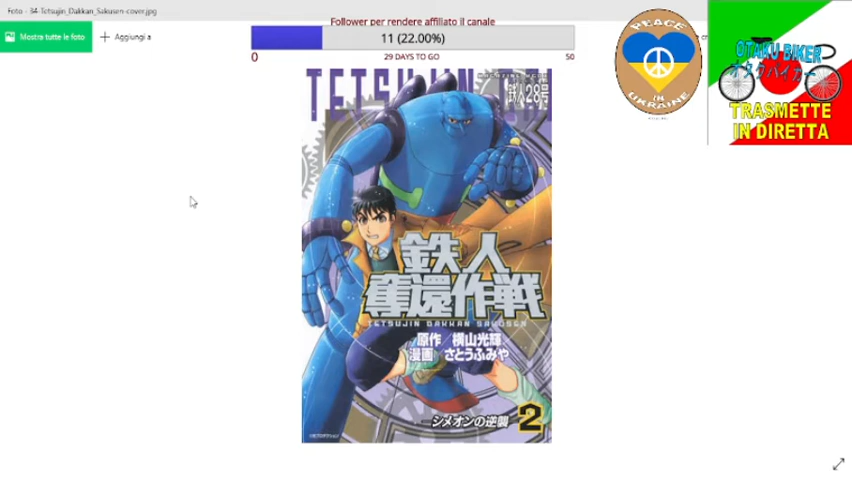 Foto - 34-Tetsujin_Dakkan_Sakusen-cover.jpg
Mostra tutte le foto
Aggiungi a
Follower per rendere affiliato il canale
11 (22.00%)
0
29 DAYS TO GO
50
PEACE
IN
UKRAINE
OTAKU BIKER
オタクバイカー
TRASMETTE
IN DIRETTA
鉄人28号
鉄人
奪還作戦
TETSUJIN DAKKAN SAKUSEN
原作/横山光輝
漫画/さとうふみや
シメオンの逆襲 2